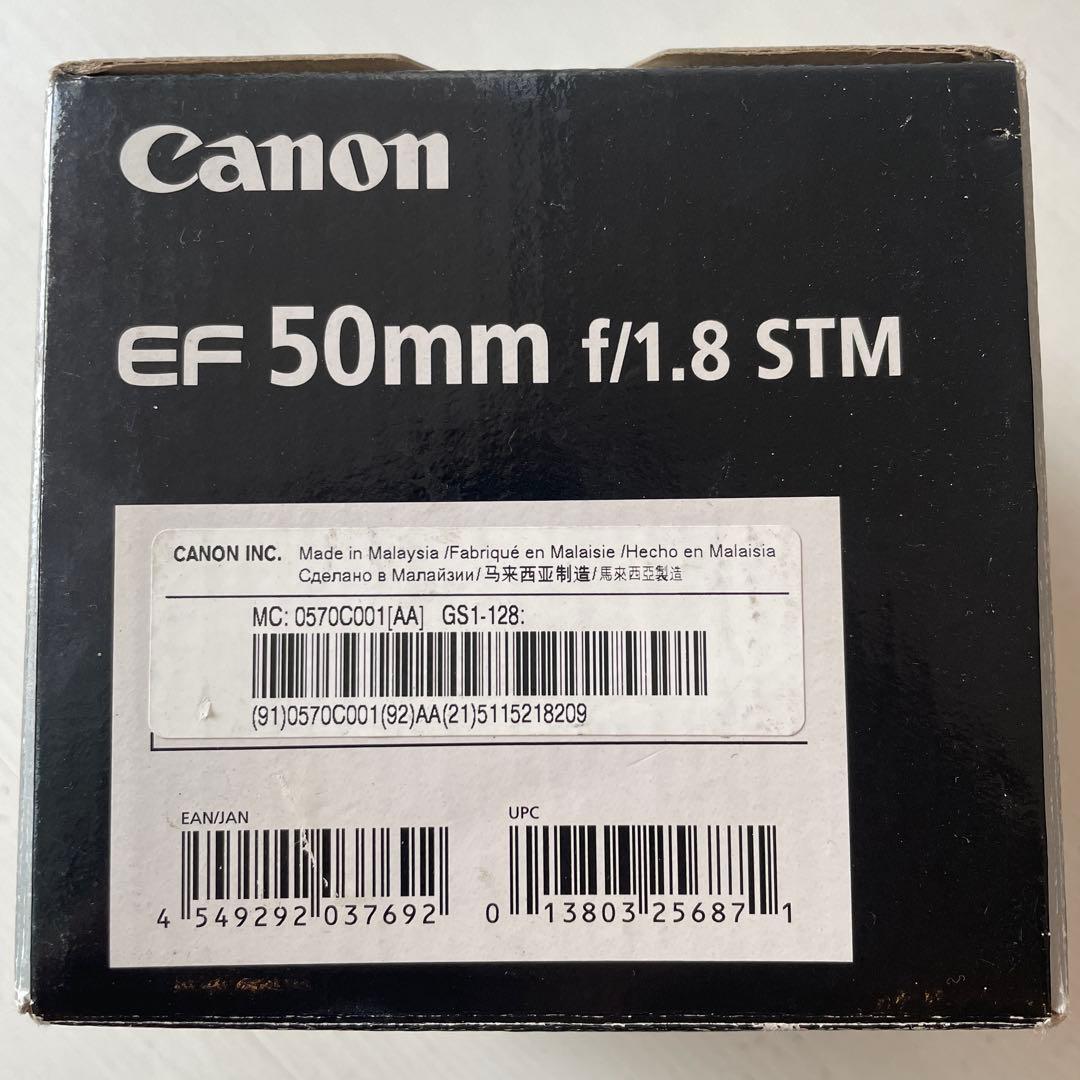 Canon
EF 50mm f/1.8 STM
CANON INC. Made in Malaysia /Fabriqué en Malaisie /Hecho en Malaisia
Сделано в Малайзии/马来西亚制造/馬來西亞製造
MC: 0570C001[AA] GS1-128:
(91)0570C001(92)AA(21)5115218209
EAN/JAN UPC
4 549292 037692 0 13803 25687 1